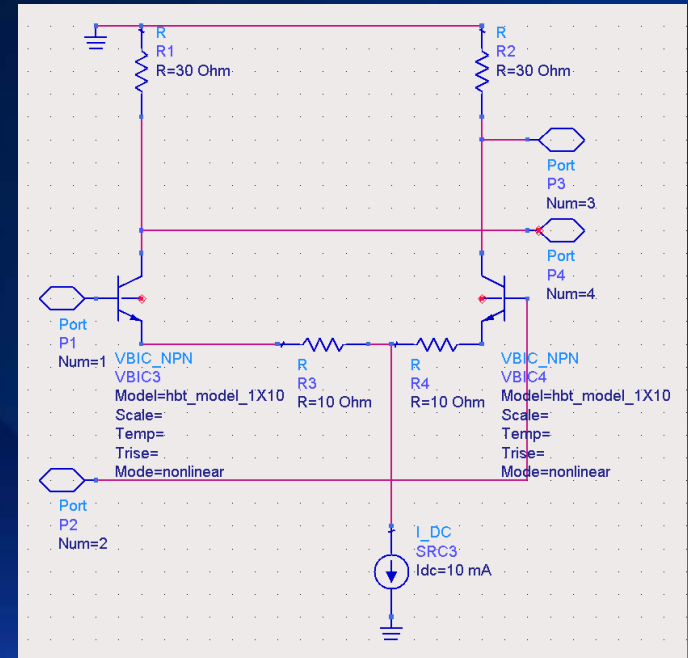 R
R1
R=30 Ohm
R
R2
R=30 Ohm
Port
P3
Num=3
Port
P4
Num=4
Port
P1
Num=1
VBIC_NPN
VBIC3
Model=hbt_model_1X10
Scale=
Temp=
Trise=
Mode=nonlinear
R
R3
R=10 Ohm
R
R4
R=10 Ohm
VBIC_NPN
VBIC4
Model=hbt_model_1X10
Scale=
Temp=
Trise=
Mode=nonlinear
Port
P2
Num=2
I_DC
SRC3
Idc=10 mA